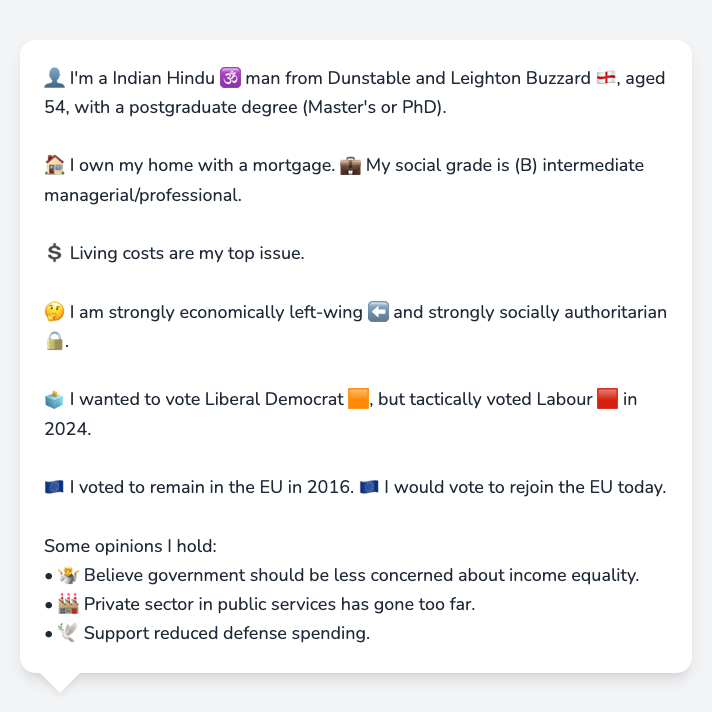 👤 I'm a Indian Hindu 🕉️ man from Dunstable and Leighton Buzzard 🏴󠁧󠁢󠁥󠁮󠁧󠁿, aged
54, with a postgraduate degree (Master's or PhD).
🏠 I own my home with a mortgage. 💼 My social grade is (B) intermediate
managerial/professional.
💲 Living costs are my top issue.
🤔 I am strongly economically left-wing ⬅️ and strongly socially authoritarian
🔒.
🗳️ I wanted to vote Liberal Democrat 🟧, but tactically voted Labour 🟥 in
2024.
🇪🇺 I voted to remain in the EU in 2016. 🇪🇺 I would vote to rejoin the EU today.
Some opinions I hold:
• 🤷 Believe government should be less concerned about income equality.
• 🏭 Private sector in public services has gone too far.
• 🕊️ Support reduced defense spending.